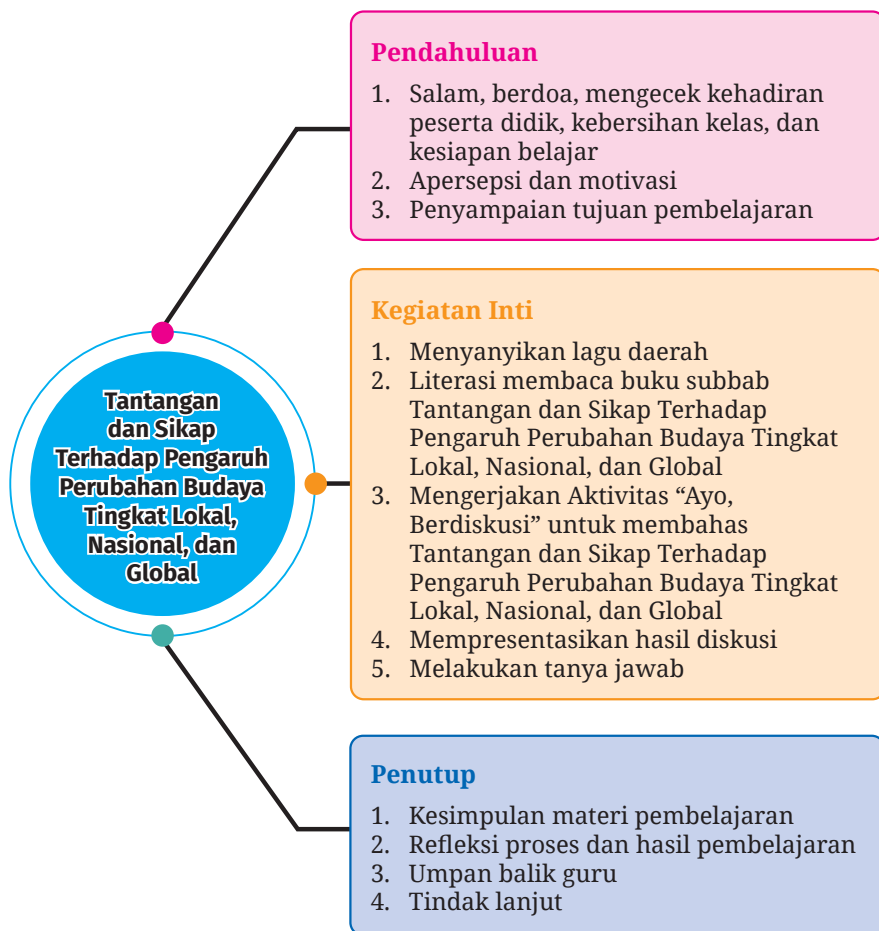 Pendahuluan
1. Salam, berdoa, mengecek kehadiran
peserta didik, kebersihan kelas, dan
kesiapan belajar
2. Apersepsi dan motivasi
3. Penyampaian tujuan pembelajaran
Tantangan
dan Sikap
Terhadap Pengaruh
Perubahan Budaya
Tingkat Lokal,
Nasional, dan
Global
Kegiatan Inti
1. Menyanyikan lagu daerah
2. Literasi membaca buku subbab
Tantangan dan Sikap Terhadap
Pengaruh Perubahan Budaya Tingkat
Lokal, Nasional, dan Global
3. Mengerjakan Aktivitas “Ayo,
Berdiskusi” untuk membahas
Tantangan dan Sikap Terhadap
Pengaruh Perubahan Budaya Tingkat
Lokal, Nasional, dan Global
4. Mempresentasikan hasil diskusi
5. Melakukan tanya jawab
Penutup
1. Kesimpulan materi pembelajaran
2. Refleksi proses dan hasil pembelajaran
3. Umpan balik guru
4. Tindak lanjut